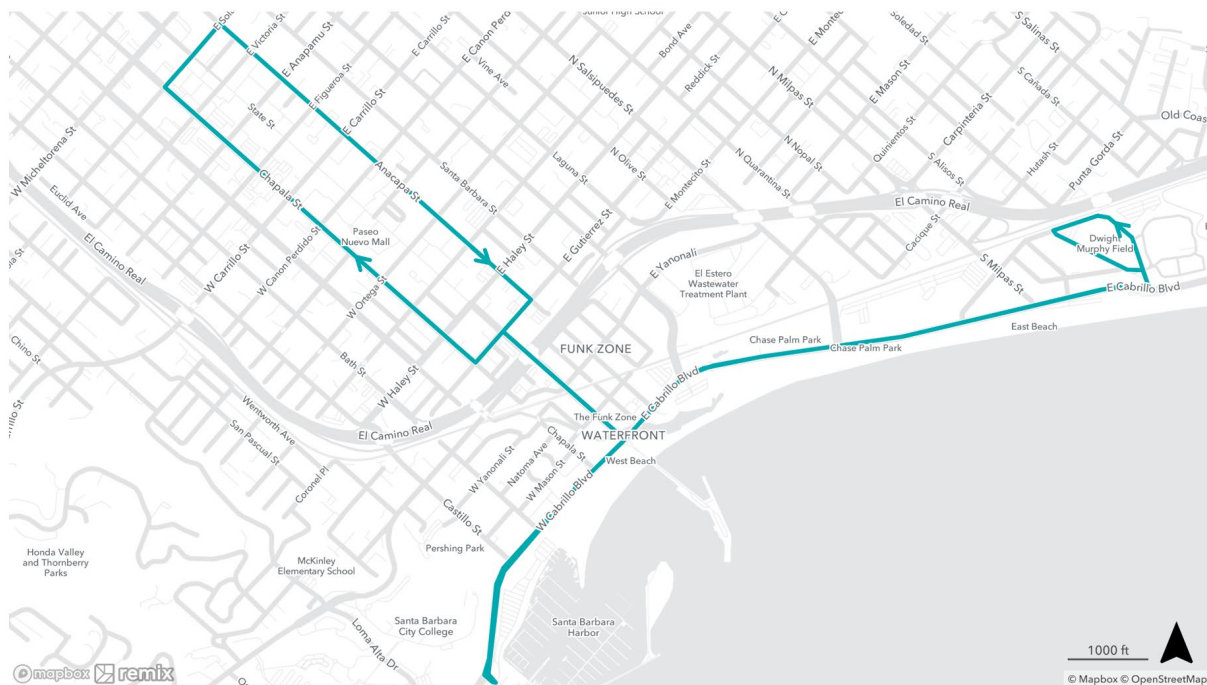 E Victoria St
E Anapamu St
E Figueroa St
E Carrillo St
E Carrillo St
E Canon Perdido
Vine Ave
N Salsipuedes St
Bond Ave
Reddick St
N Milpas St
E Mason St
Soledad St
S Salinas St
S Cañada St
Carpinteria St
Old Coas
Punta Gorda St
Hutash St
S Alisos St
Quinientos St
N Nopal St
N Quarantina St
E Montecito St
N Olive St
Laguna St
Santa Barbara St
State St
Anacapa St
Chapala St
W Micheltorena St
Euclid Ave
El Camino Real
El Camino Real
Paseo
Nuevo Mall
W Carrillo St
W Canon Perdido St
W Ortega St
E Haley St
E Gutierrez St
E Yanonali
El Estero
Wastewater
Treatment Plant
Cacique St
S Milpas St
Dwight
Murphy Field
E Cabrillo Blvd
East Beach
Chase Palm Park
Chase Palm Park
FUNK ZONE
Bath St
W Haley St
Chino St
Wentworth Ave
San Pascual St
Coronel Pl
El Camino Real
The Funk Zone
E Cabrillo Blvd
WATERFRONT
West Beach
Chapala St
W Mason St
Natoma Ave
W Yanonali St
W Cabrillo Blvd
Castillo St
Pershing Park
Honda Valley
and Thornberry
Parks
McKinley
Elementary School
Santa Barbara
City College
Loma Alta Dr
Santa Barbara
Harbor
1000 ft
mapbox remix
© Mapbox © OpenStreetMap